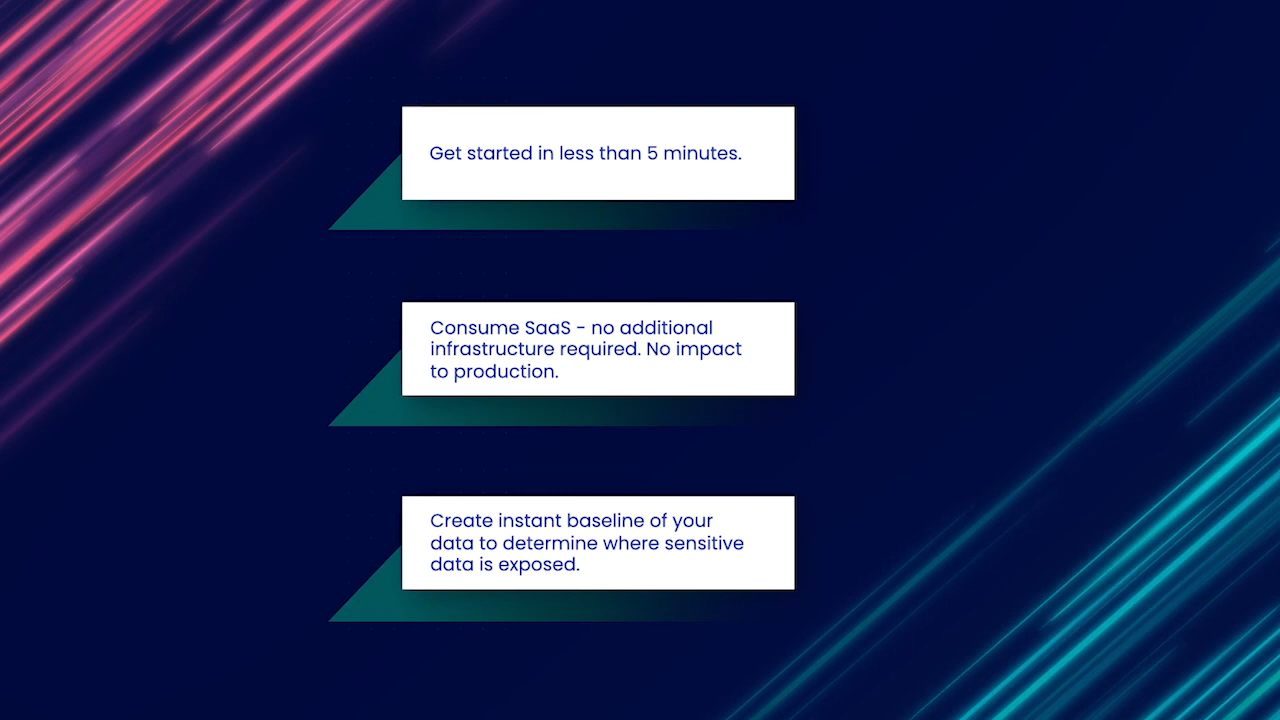 Get started in less than 5 minutes.
Consume SaaS - no additional
infrastructure required. No impact
to production.
Create instant baseline of your
data to determine where sensitive
data is exposed.